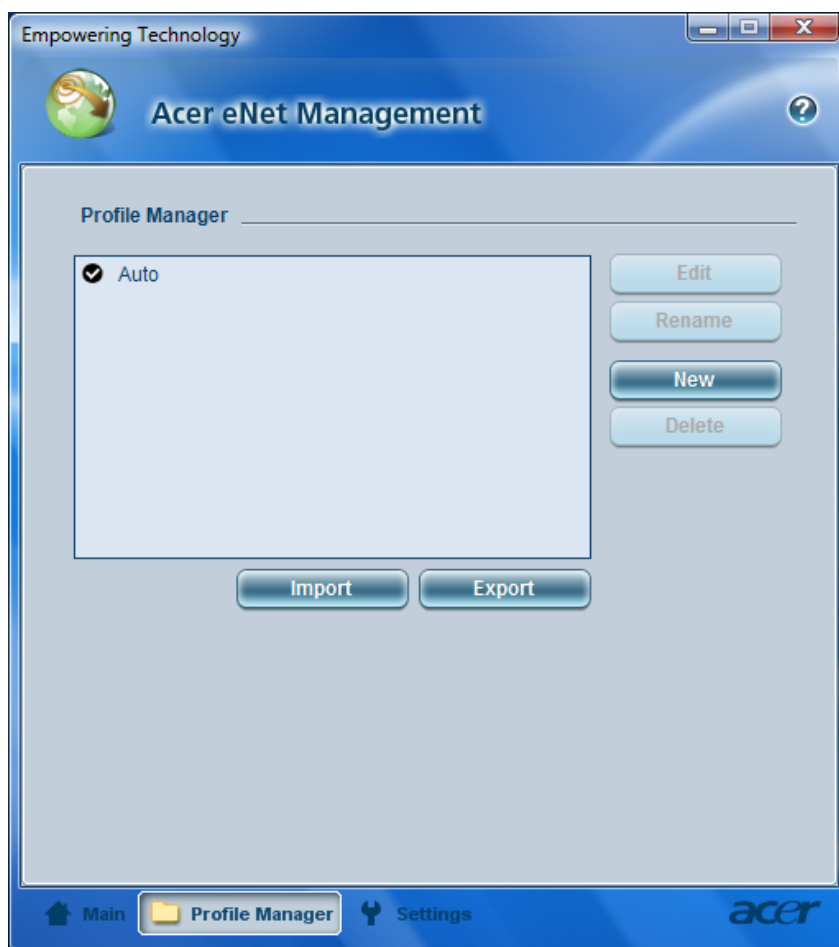 Empowering Technology
Acer eNet Management
Profile Manager
Auto
Edit
Rename
New
Delete
Import Export
Main Profile Manager Settings acer